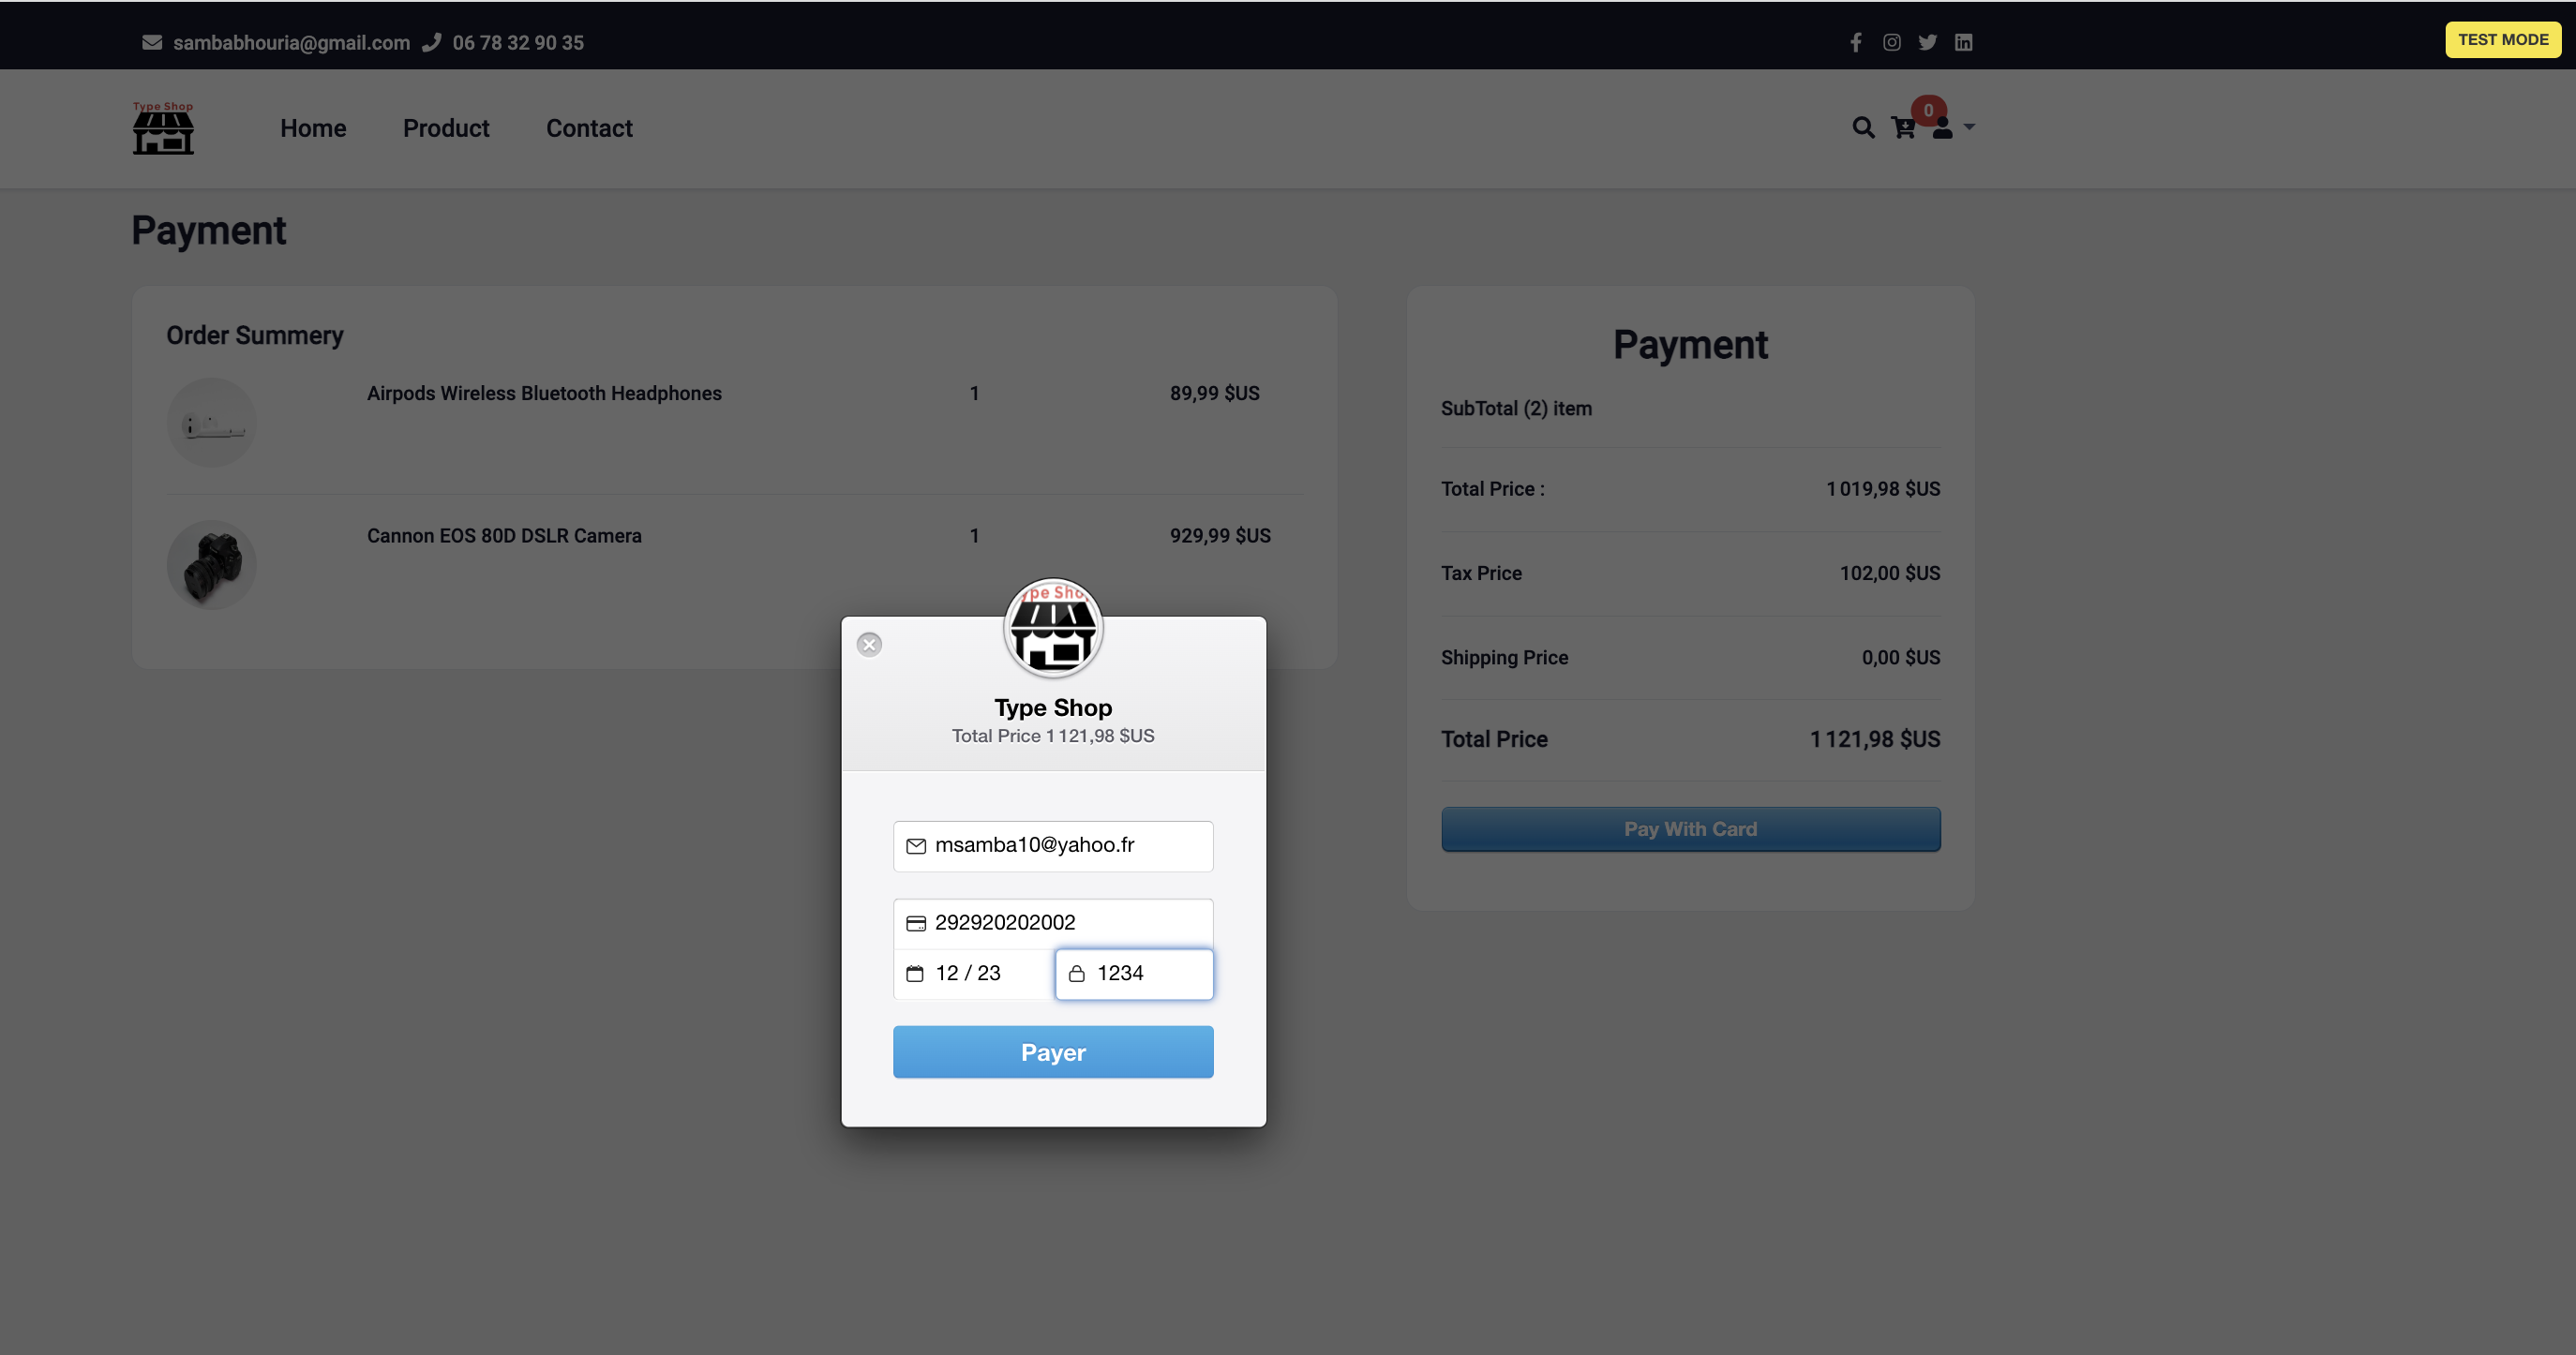 sambabhouria@gmail.com 06 78 32 90 35
TEST MODE
Type Shop
Home Product Contact
0
Payment
Order Summery
Airpods Wireless Bluetooth Headphones 1 89,99 $US
Cannon EOS 80D DSLR Camera 1 929,99 $US
Payment
SubTotal (2) item
Total Price : 1 019,98 $US
Tax Price 102,00 $US
Shipping Price 0,00 $US
Total Price 1 121,98 $US
Pay With Card
ype Sho
Type Shop
Total Price 1 121,98 $US
msamba10@yahoo.fr
292920202002
12 / 23 1234
Payer